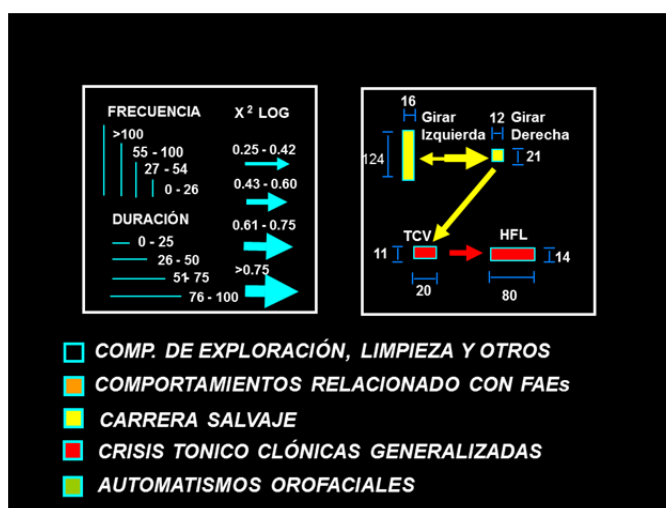 FRECUENCIA
>100
55 - 100
27 - 54
0 - 26
DURACIÓN
0 - 25
26 - 50
51- 75
76 - 100
X² LOG
0.25 - 0.42
0.43 - 0.60
0.61 - 0.75
>0.75
16
Girar
Izquierda
124
12
Girar
Derecha
21
TCV
11
20
HFL
14
80
COMP. DE EXPLORACIÓN, LIMPIEZA Y OTROS
COMPORTAMIENTOS RELACIONADO CON FAEs
CARRERA SALVAJE
CRISIS TONICO CLÓNICAS GENERALIZADAS
AUTOMATISMOS OROFACIALES